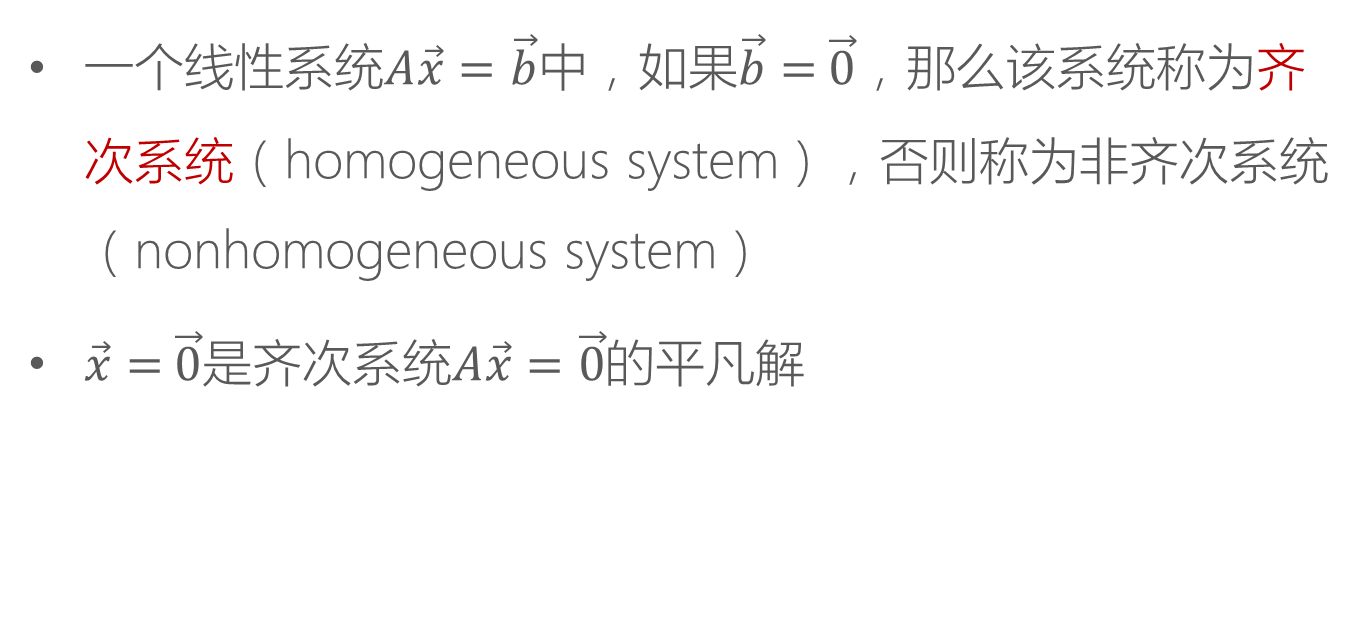 • 一个线性系统𝐴𝑥⃗ = 𝑏⃗中，如果𝑏⃗ = 0⃗，那么该系统称为齐
次系统（homogeneous system），否则称为非齐次系统
（nonhomogeneous system）
• 𝑥⃗ = 0⃗是齐次系统𝐴𝑥⃗ = 0⃗的平凡解